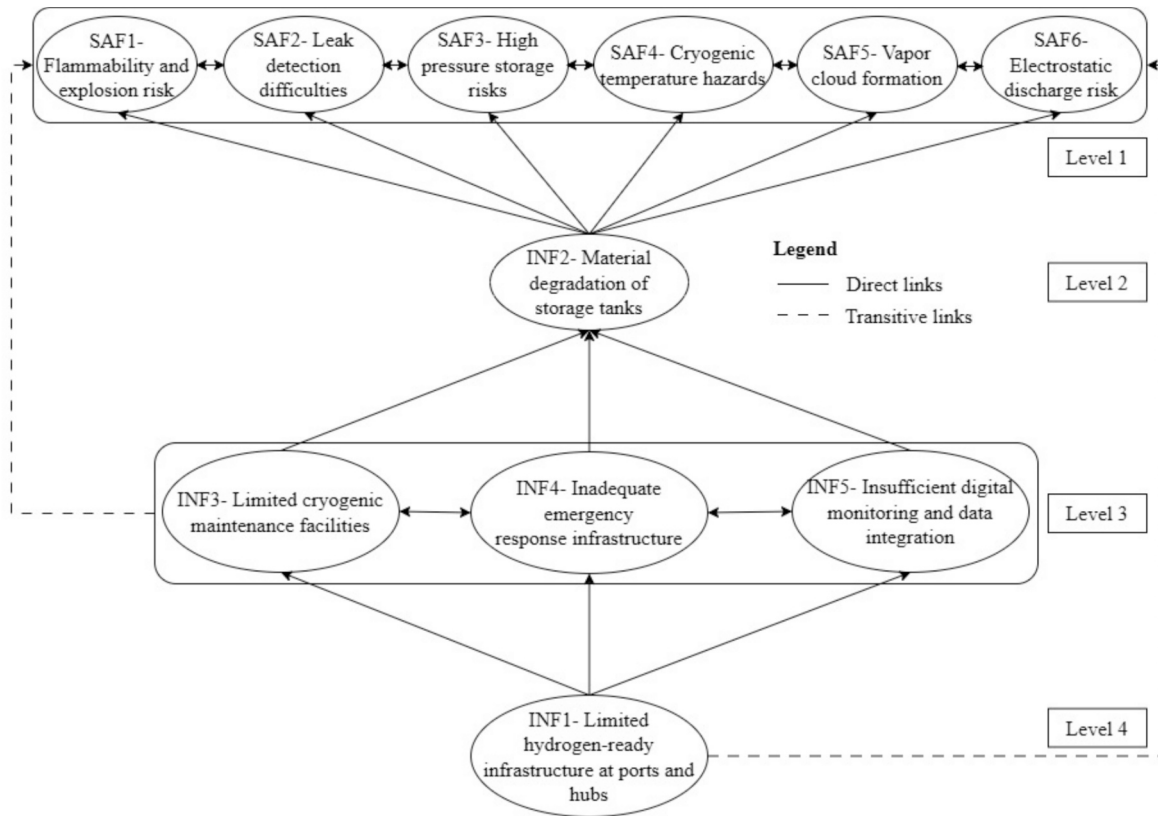 SAF1-
Flammability and
explosion risk
SAF2- Leak
detection
difficulties
SAF3- High
pressure storage
risks
SAF4- Cryogenic
temperature hazards
SAF5- Vapor
cloud formation
SAF6-
Electrostatic
discharge risk
Level 1
INF2- Material
degradation of
storage tanks
Legend
Direct links
Transitive links
Level 2
INF3- Limited cryogenic
maintenance facilities
INF4- Inadequate
emergency
response infrastructure
INF5- Insufficient digital
monitoring and data
integration
Level 3
INF1- Limited
hydrogen-ready
infrastructure at ports and
hubs
Level 4